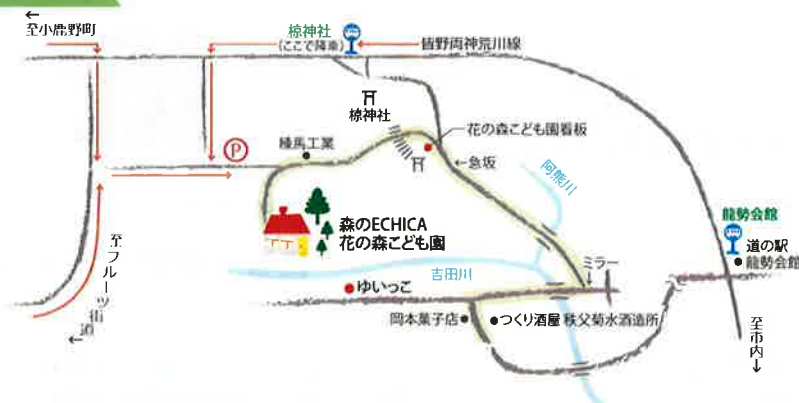 至小鹿野町
椋神社
(ここで降車)
皆野両神荒川線
椋神社
花の森こども園看板
練馬工業
P
急坂
阿熊川
森のECHICA
花の森こども園
龍勢会館
道の駅
龍勢会館
至フルーツ街道
吉田川
ミラー
ゆいっこ
岡本菓子店
つくり酒屋 秩父菊水酒造所
至市内